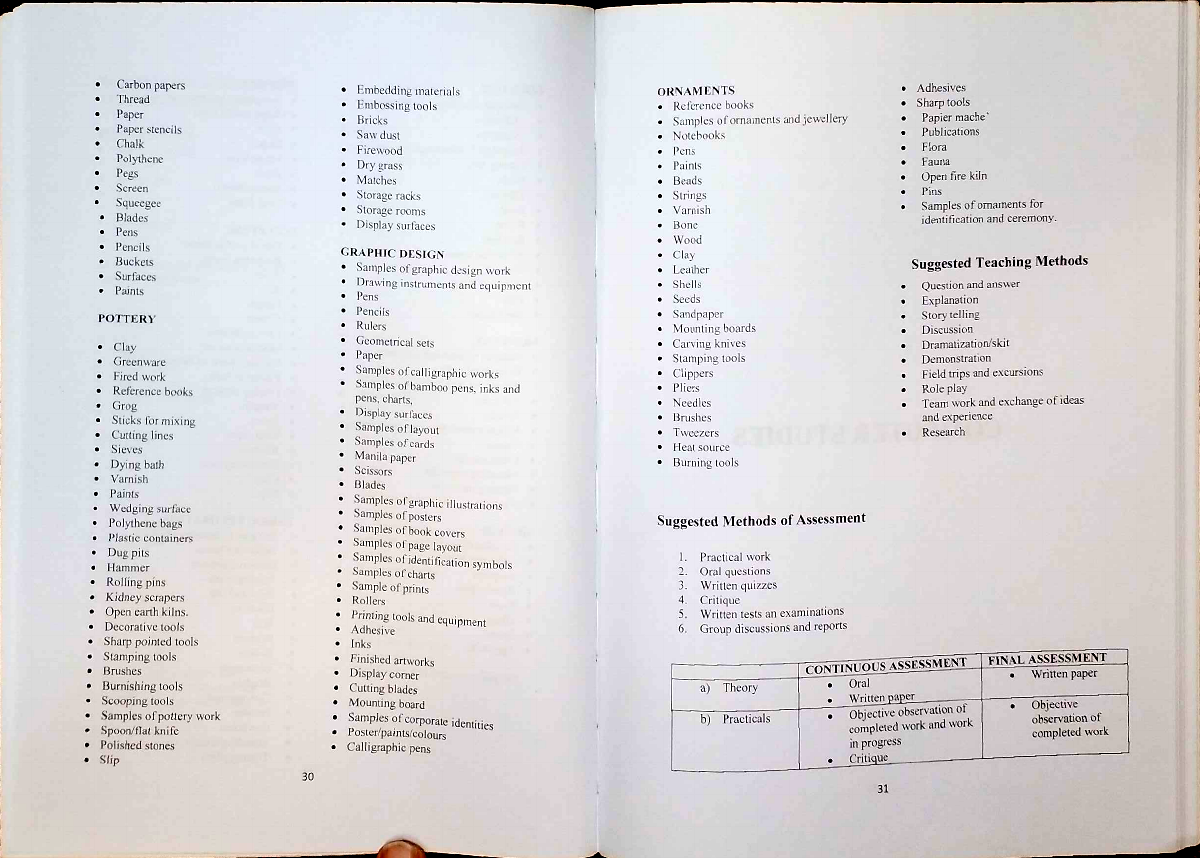 • Carbon papers
• Thread
• Paper
• Paper stencils
• Chalk
• Polythene
• Pegs
• Screen
• Squeegee
• Blades
• Pens
• Pencils
• Buckets
• Surfaces
• Paints
POTTERY
• Clay
• Greenware
• Fired work
• Reference books
• Grog
• Sticks for mixing
• Cutting lines
• Sieves
• Dying bath
• Varnish
• Paints
• Wedging surface
• Polythene bags
• Plastic containers
• Dug pits
• Hammer
• Rolling pins
• Kidney scrapers
• Open earth kilns.
• Decorative tools
• Sharp pointed tools
• Stamping tools
• Brushes
• Burnishing tools
• Scooping tools
• Samples of pottery work
• Spoon/flat knife
• Polished stones
• Slip
• Embedding materials
• Embossing tools
• Bricks
• Saw dust
• Firewood
• Dry grass
• Matches
• Storage racks
• Storage rooms
• Display surfaces
GRAPHIC DESIGN
• Samples of graphic design work
• Drawing instruments and equipment
• Pens
• Pencils
• Rulers
• Geometrical sets
• Paper
• Samples of calligraphic works
• Samples of bamboo pens, inks and
pens, charts,
• Display surfaces
• Samples of layout
• Samples of cards
• Manila paper
• Scissors
• Blades
• Samples of graphic illustrations
• Samples of posters
• Samples of book covers
• Samples of page layout
• Samples of identification symbols
• Samples of charts
• Sample of prints
• Rollers
• Printing tools and equipment
• Adhesive
• Inks
• Finished artworks
• Display corner
• Cutting blades
• Mounting board
• Samples of corporate identities
• Poster/paints/colours
• Calligraphic pens
30
ORNAMENTS
• Reference books
• Samples of ornaments and jewellery
• Notebooks
• Pens
• Paints
• Beads
• Strings
• Varnish
• Bone
• Wood
• Clay
• Leather
• Shells
• Seeds
• Sandpaper
• Mounting boards
• Carving knives
• Stamping tools
• Clippers
• Pliers
• Needles
• Brushes
• Tweezers
• Heat source
• Burning tools
• Adhesives
• Sharp tools
• Papier mache`
• Publications
• Flora
• Fauna
• Open fire kiln
• Pins
• Samples of ornaments for
identification and ceremony.
Suggested Teaching Methods
• Question and answer
• Explanation
• Story telling
• Discussion
• Dramatization/skit
• Demonstration
• Field trips and excursions
• Role play
• Team work and exchange of ideas
and experience
• Research
Suggested Methods of Assessment
1. Practical work
2. Oral questions
3. Written quizzes
4. Critique
5. Written tests an examinations
6. Group discussions and reports
CONTINUOUS ASSESSMENT FINAL ASSESSMENT
a) Theory
• Oral
• Written paper
• Written paper
b) Practicals
• Objective observation of
completed work and work
in progress
• Critique
• Objective
observation of
completed work
31